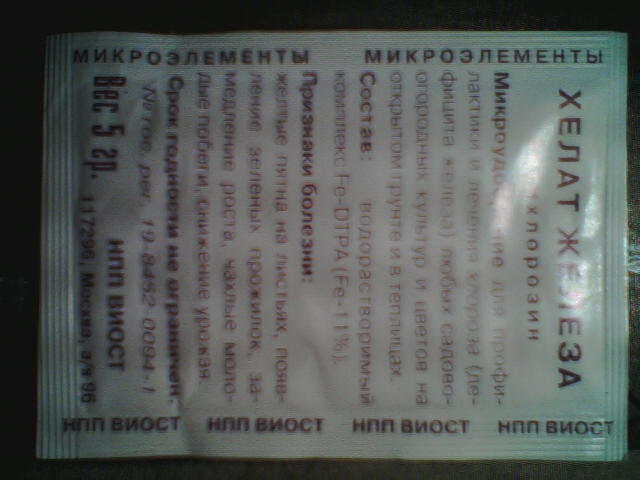 МИКРОЭЛЕМЕНТЫ МИКРОЭЛЕМЕНТЫ
ХЕЛАТ ЖЕЛЕЗА
хлорозин
Микроудобрение для профи-
лактики и лечения хлороза (де-
фицита железа) любых садово-
огородных культур и цветов на
открытом грунте и в теплицах.
Состав: водорастворимый
комплекс Fe-DTPA (Fe-11%).
Признаки болезни:
желтые пятна на листьях, появ-
ление зеленых прожилок, за-
медление роста, чахлые моло-
дые побеги, снижение урожая.
Срок годности не ограничен.
№ гос. рег. 19-8452-0094-1
Вес 5 гр. НПП ВИОСТ
117296, Москва, а/я 96
НПП ВИОСТ НПП ВИОСТ НПП ВИОСТ НПП ВИОСТ